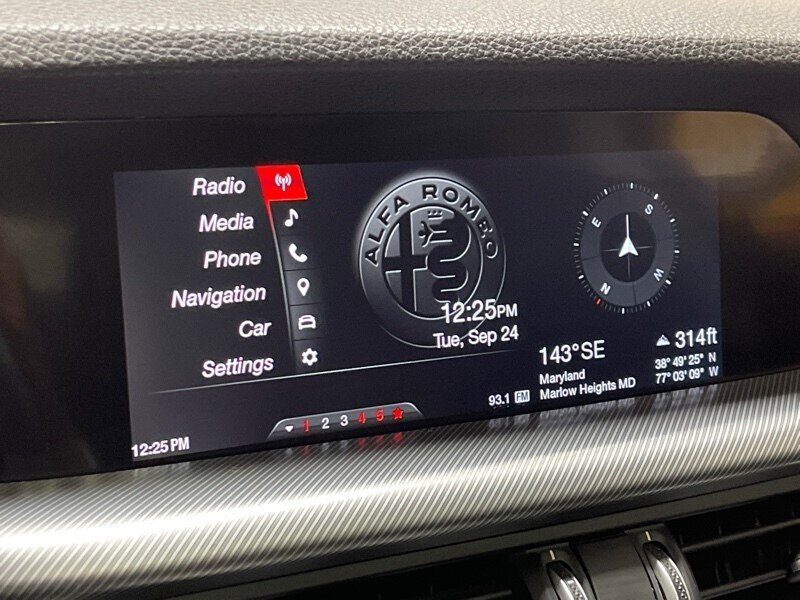 Radio
Media
Phone
Navigation
Car
Settings
ALFA ROMEO
12:25PM
Tue, Sep 24
E S
N W
143°SE
Maryland
Marlow Heights MD
314ft
38° 49' 25" N
77° 03' 09" W
93.1 FM
1 2 3 4 5
12:25 PM